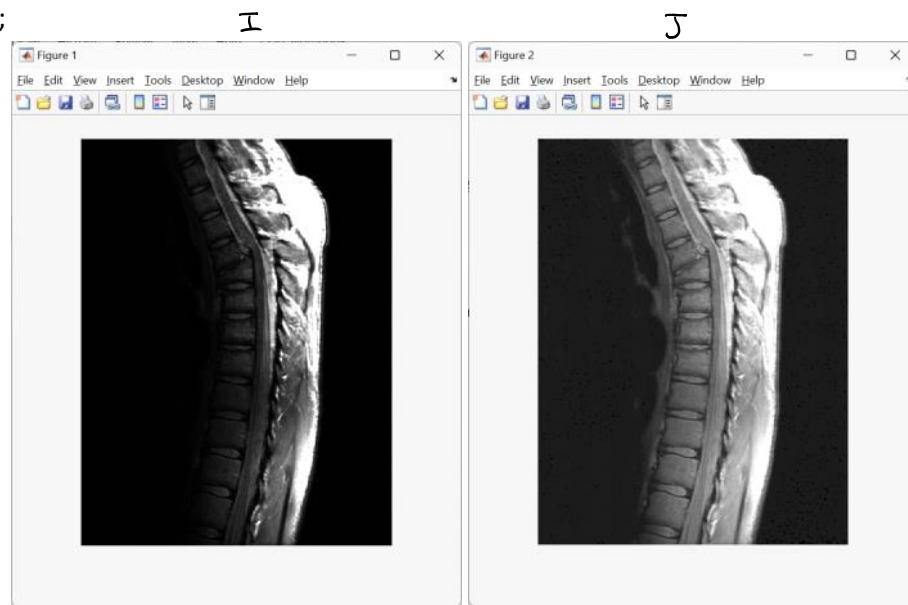 ;
I
J
Figure 1
File Edit View Insert Tools Desktop Window Help
Figure 2
File Edit View Insert Tools Desktop Window Help